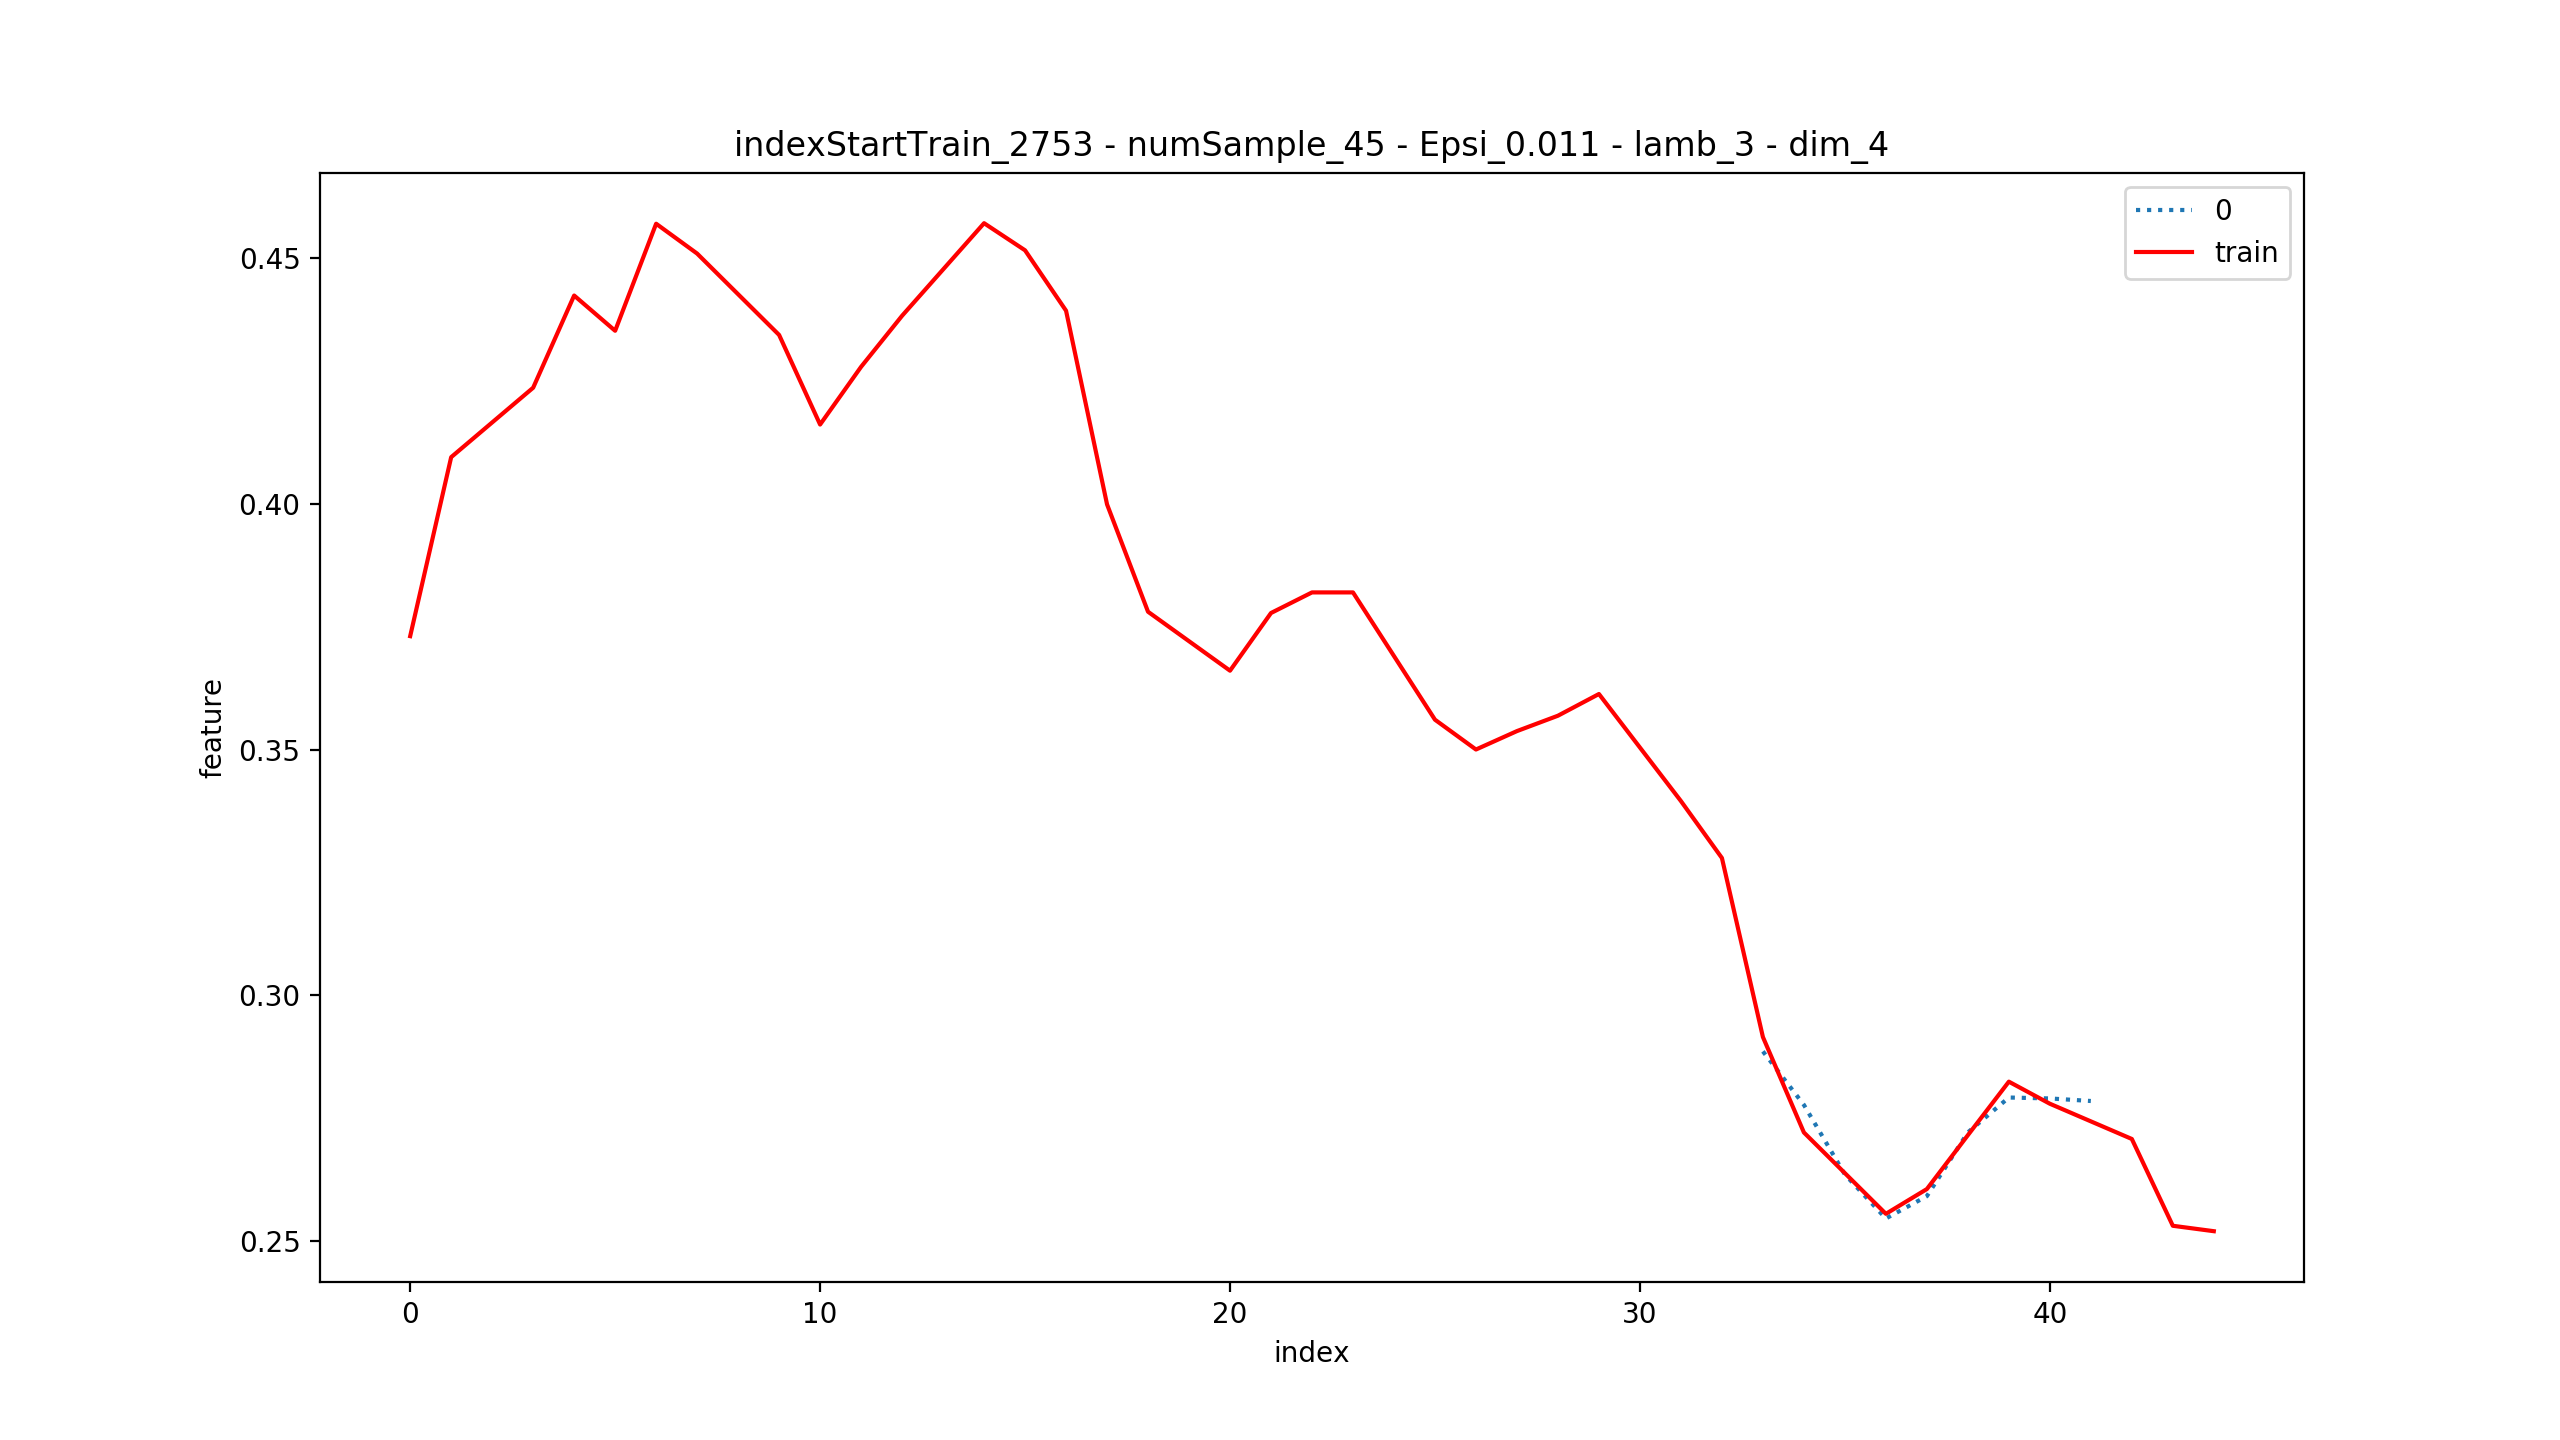 indexStartTrain_2753 - numSample_45 - Epsi_0.011 - lamb_3 - dim_4
0
train
0.45
0.40
0.35
0.30
0.25
feature
0 10 20 30 40
index